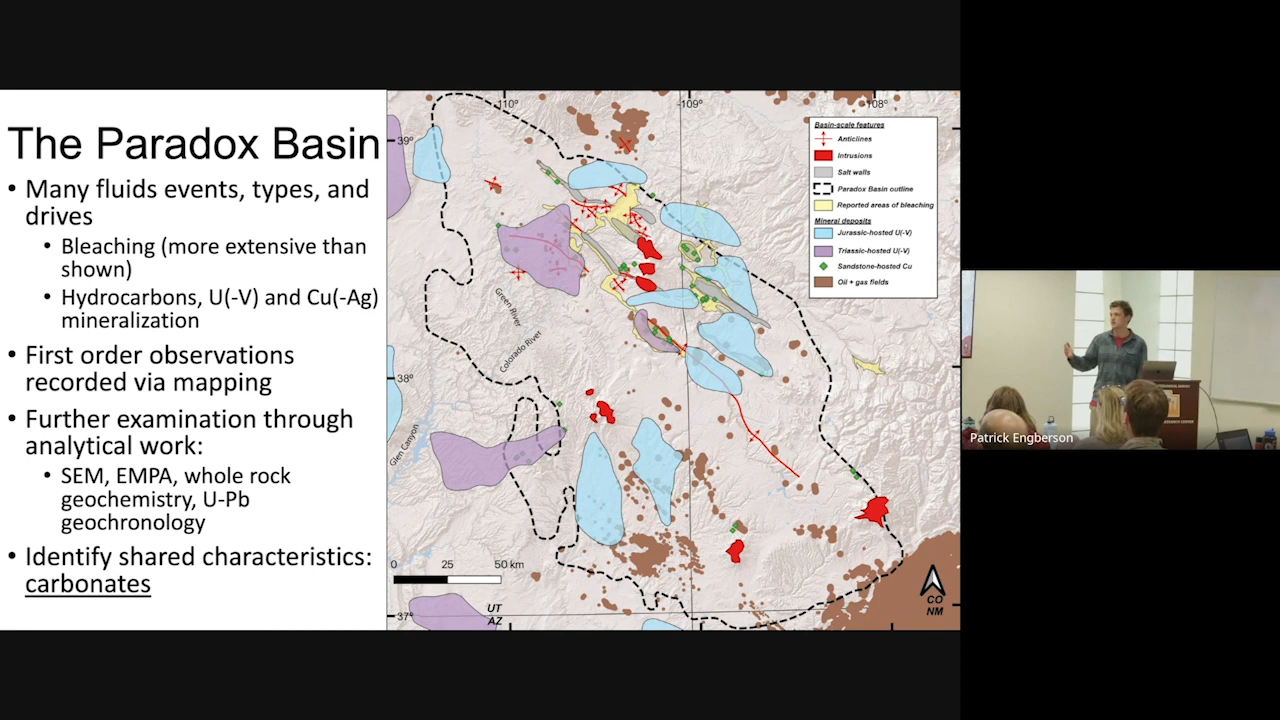 The Paradox Basin
• Many fluids events, types, and
drives
• Bleaching (more extensive than
shown)
• Hydrocarbons, U(-V) and Cu(-Ag)
mineralization
• First order observations
recorded via mapping
• Further examination through
analytical work:
• SEM, EMPA, whole rock
geochemistry, U-Pb
geochronology
• Identify shared characteristics:
carbonates
-110°
-109°
-108°
39°
38°
37°
Basin-scale features
Anticlines
Intrusions
Salt walls
Paradox Basin outline
Reported areas of bleaching
Mineral deposits
Jurassic-hosted U(-V)
Triassic-hosted U(-V)
Sandstone-hosted Cu
Oil + gas fields
Green River
Colorado River
Glen Canyon
0 25 50 km
UT
AZ
CO
NM
Patrick Engberson